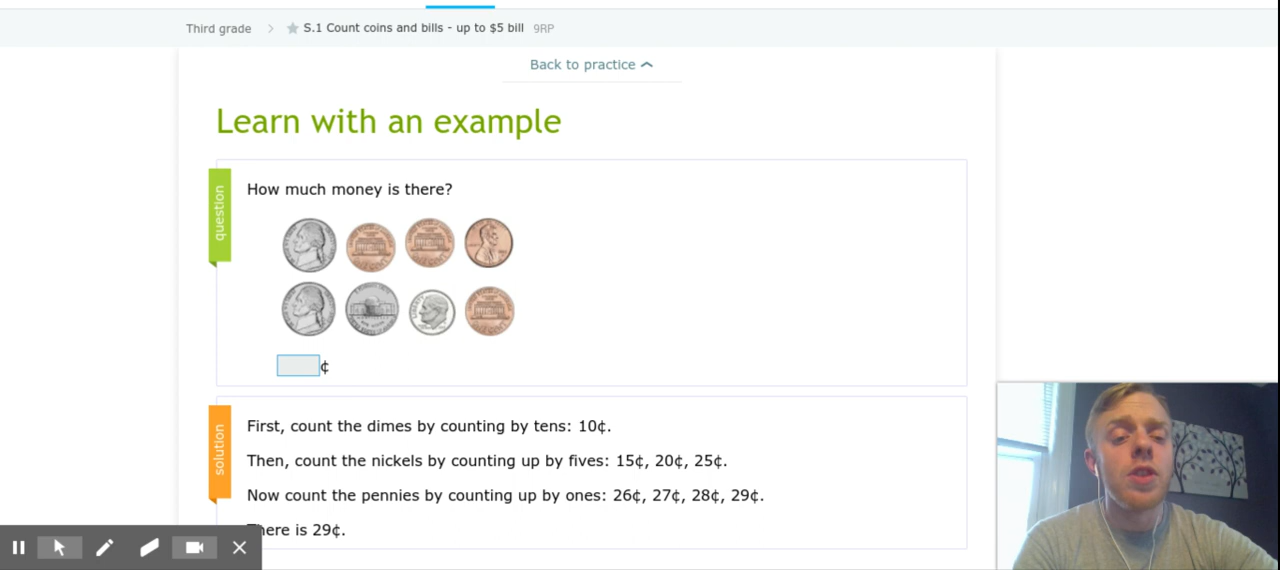 Third grade > S.1 Count coins and bills - up to $5 bill 9RP
Back to practice
Learn with an example
question
How much money is there?
¢
solution
First, count the dimes by counting by tens: 10¢.
Then, count the nickels by counting up by fives: 15¢, 20¢, 25¢.
Now count the pennies by counting up by ones: 26¢, 27¢, 28¢, 29¢.
There is 29¢.